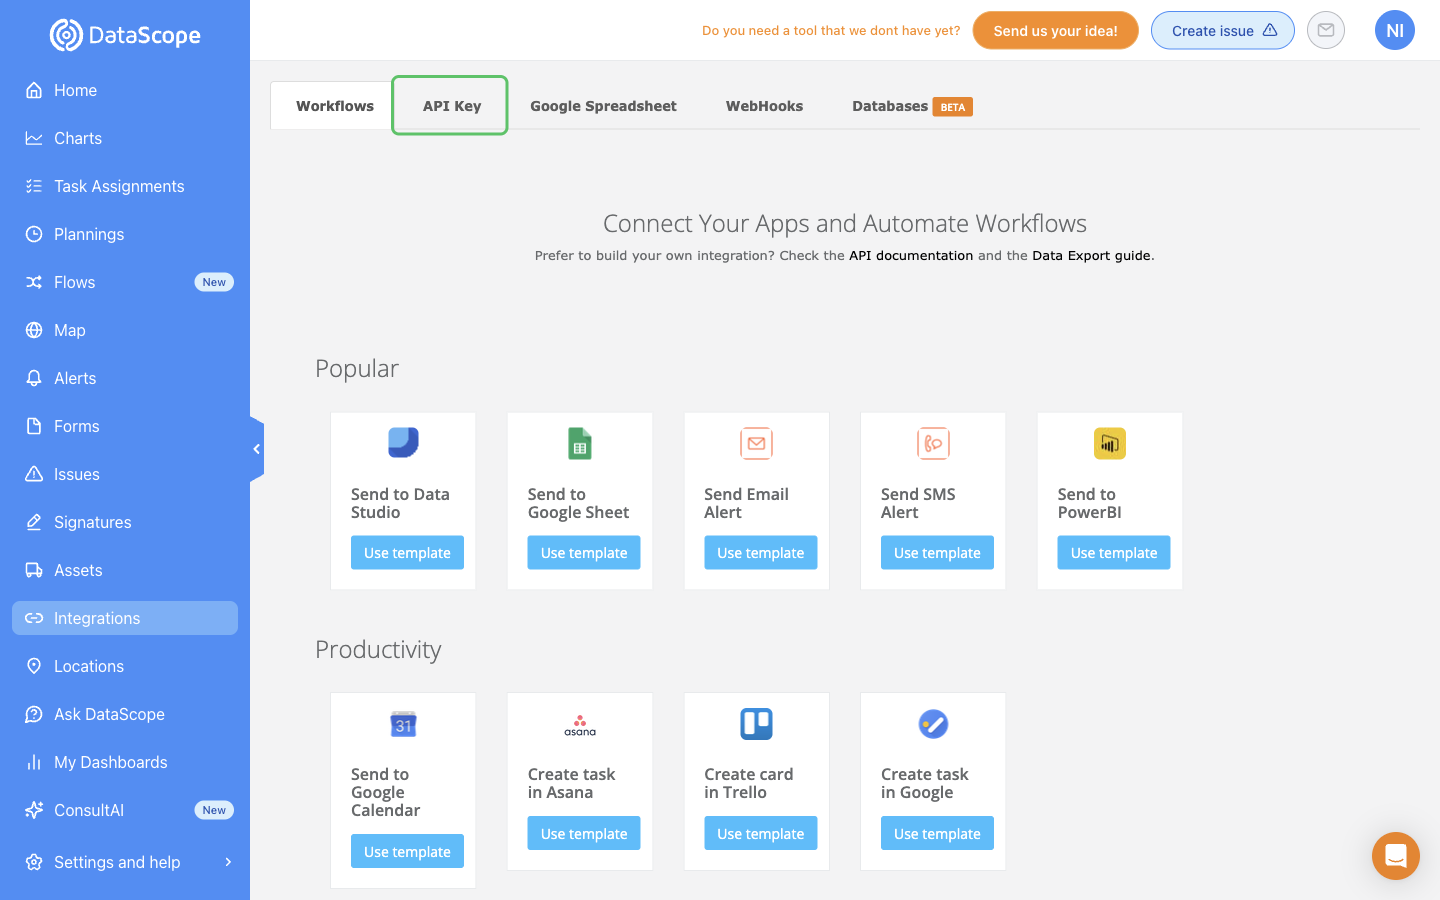 DataScope
Do you need a tool that we dont have yet?
Send us your idea!
Create issue
NI
Home
Charts
Task Assignments
Plannings
Flows
New
Map
Alerts
Forms
Issues
Signatures
Assets
Integrations
Locations
Ask DataScope
My Dashboards
ConsultAI
New
Settings and help
Workflows
API Key
Google Spreadsheet
WebHooks
Databases BETA
Connect Your Apps and Automate Workflows
Prefer to build your own integration? Check the API documentation and the Data Export guide.
Popular
Send to Data
Studio
Use template
Send to
Google Sheet
Use template
Send Email
Alert
Use template
Send SMS
Alert
Use template
Send to
PowerBI
Use template
Productivity
31
Send to
Google
Calendar
Use template
asana
Create task
in Asana
Use template
Create card
in Trello
Use template
Create task
in Google
Use template